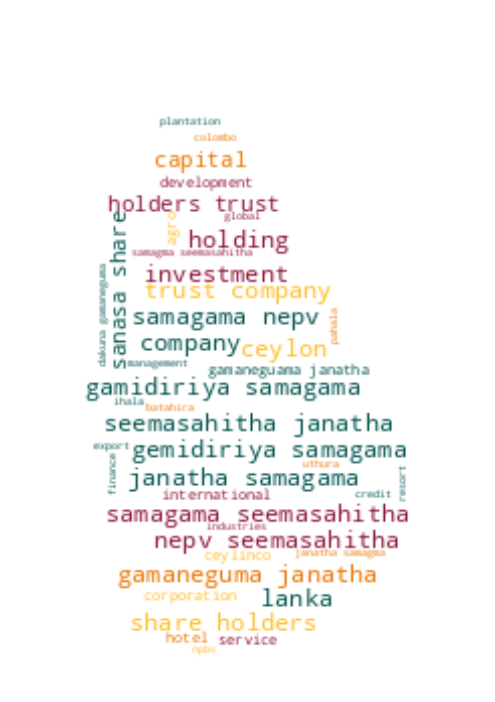 plantation
colombo
capital
development
holders trust
global
agro
holding
samagma seemasahitha
investment
trust company
sanasa share
dakuna gamaneguma
samagama nepv
pahala
company
ceylon
management
gamaneguama janatha
gamidiriya samagama
ihala
batahira
seemasahitha janatha
export
gemidiriya samagama
uthura
finance
janatha samagama
resort
international
credit
samagama seemasahitha
industries
nepv seemasahitha
ceylinco
janatha samagma
gamaneguma janatha
corporation
lanka
share holders
hotel
service
npbs